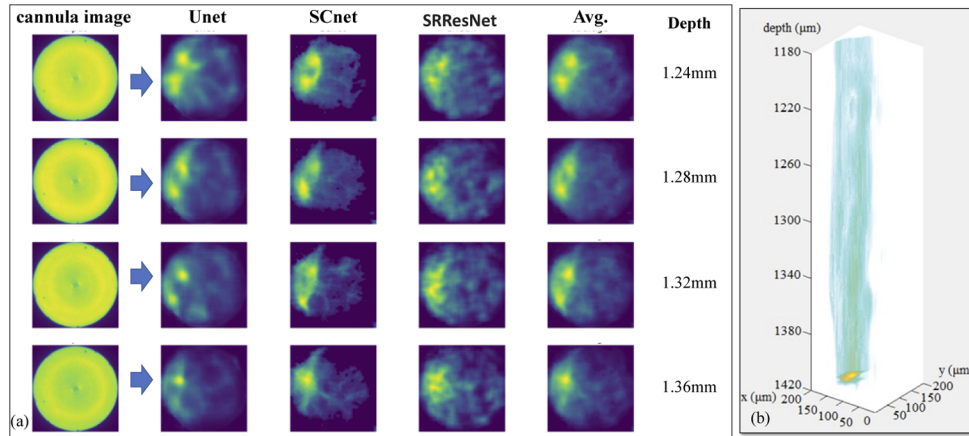 cannula image Unet SCnet SRResNet Avg. Depth
1.24mm
1.28mm
1.32mm
1.36mm
(a)
depth (μm)
1180
1220
1260
1300
1340
1380
1420
x (μm) 200 150 100 50 0
y (μm) 200 150 100 50
(b)